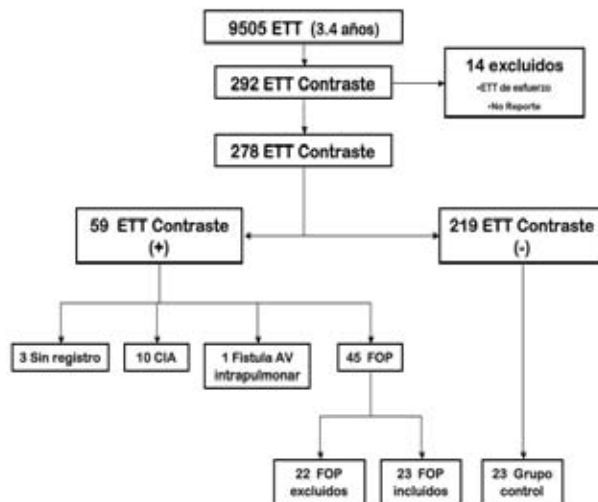 9505 ETT (3.4 años)
292 ETT Contraste
14 excluidos
•ETT de esfuerzo
•No Reporte
278 ETT Contraste
59 ETT Contraste
(+)
219 ETT Contraste
(-)
3 Sin registro
10 CIA
1 Fistula AV
intrapulmonar
45 FOP
22 FOP
excluidos
23 FOP
incluidos
23 Grupo
control